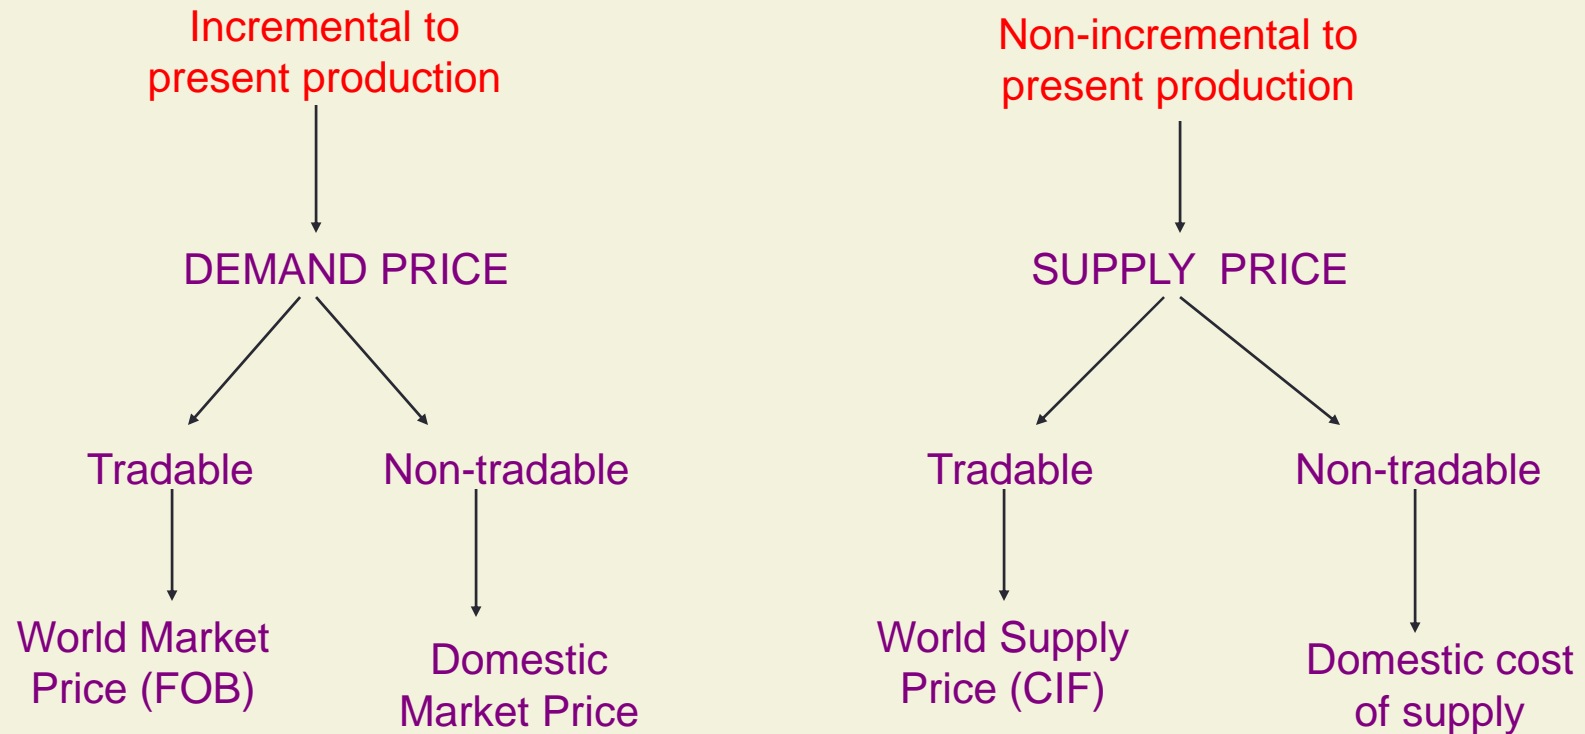 Incremental to
present production
Non-incremental to
present production
DEMAND PRICE
SUPPLY PRICE
Tradable
Non-tradable
Tradable
Non-tradable
World Market
Price (FOB)
Domestic
Market Price
World Supply
Price (CIF)
Domestic cost
of supply